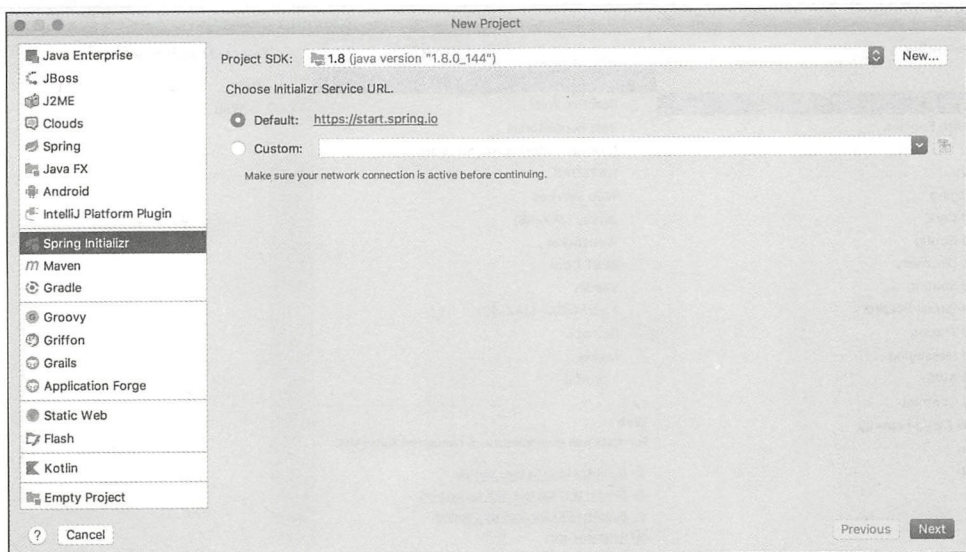 New Project
Java Enterprise
JBoss
J2ME
Clouds
Spring
Java FX
Android
IntelliJ Platform Plugin
Spring Initializr
Maven
Gradle
Groovy
Griffon
Grails
Application Forge
Static Web
Flash
Kotlin
Empty Project
Project SDK: 1.8 (java version "1.8.0_144") New...
Choose Initializr Service URL.
Default: https://start.spring.io
Custom:
Make sure your network connection is active before continuing.
? Cancel Previous Next